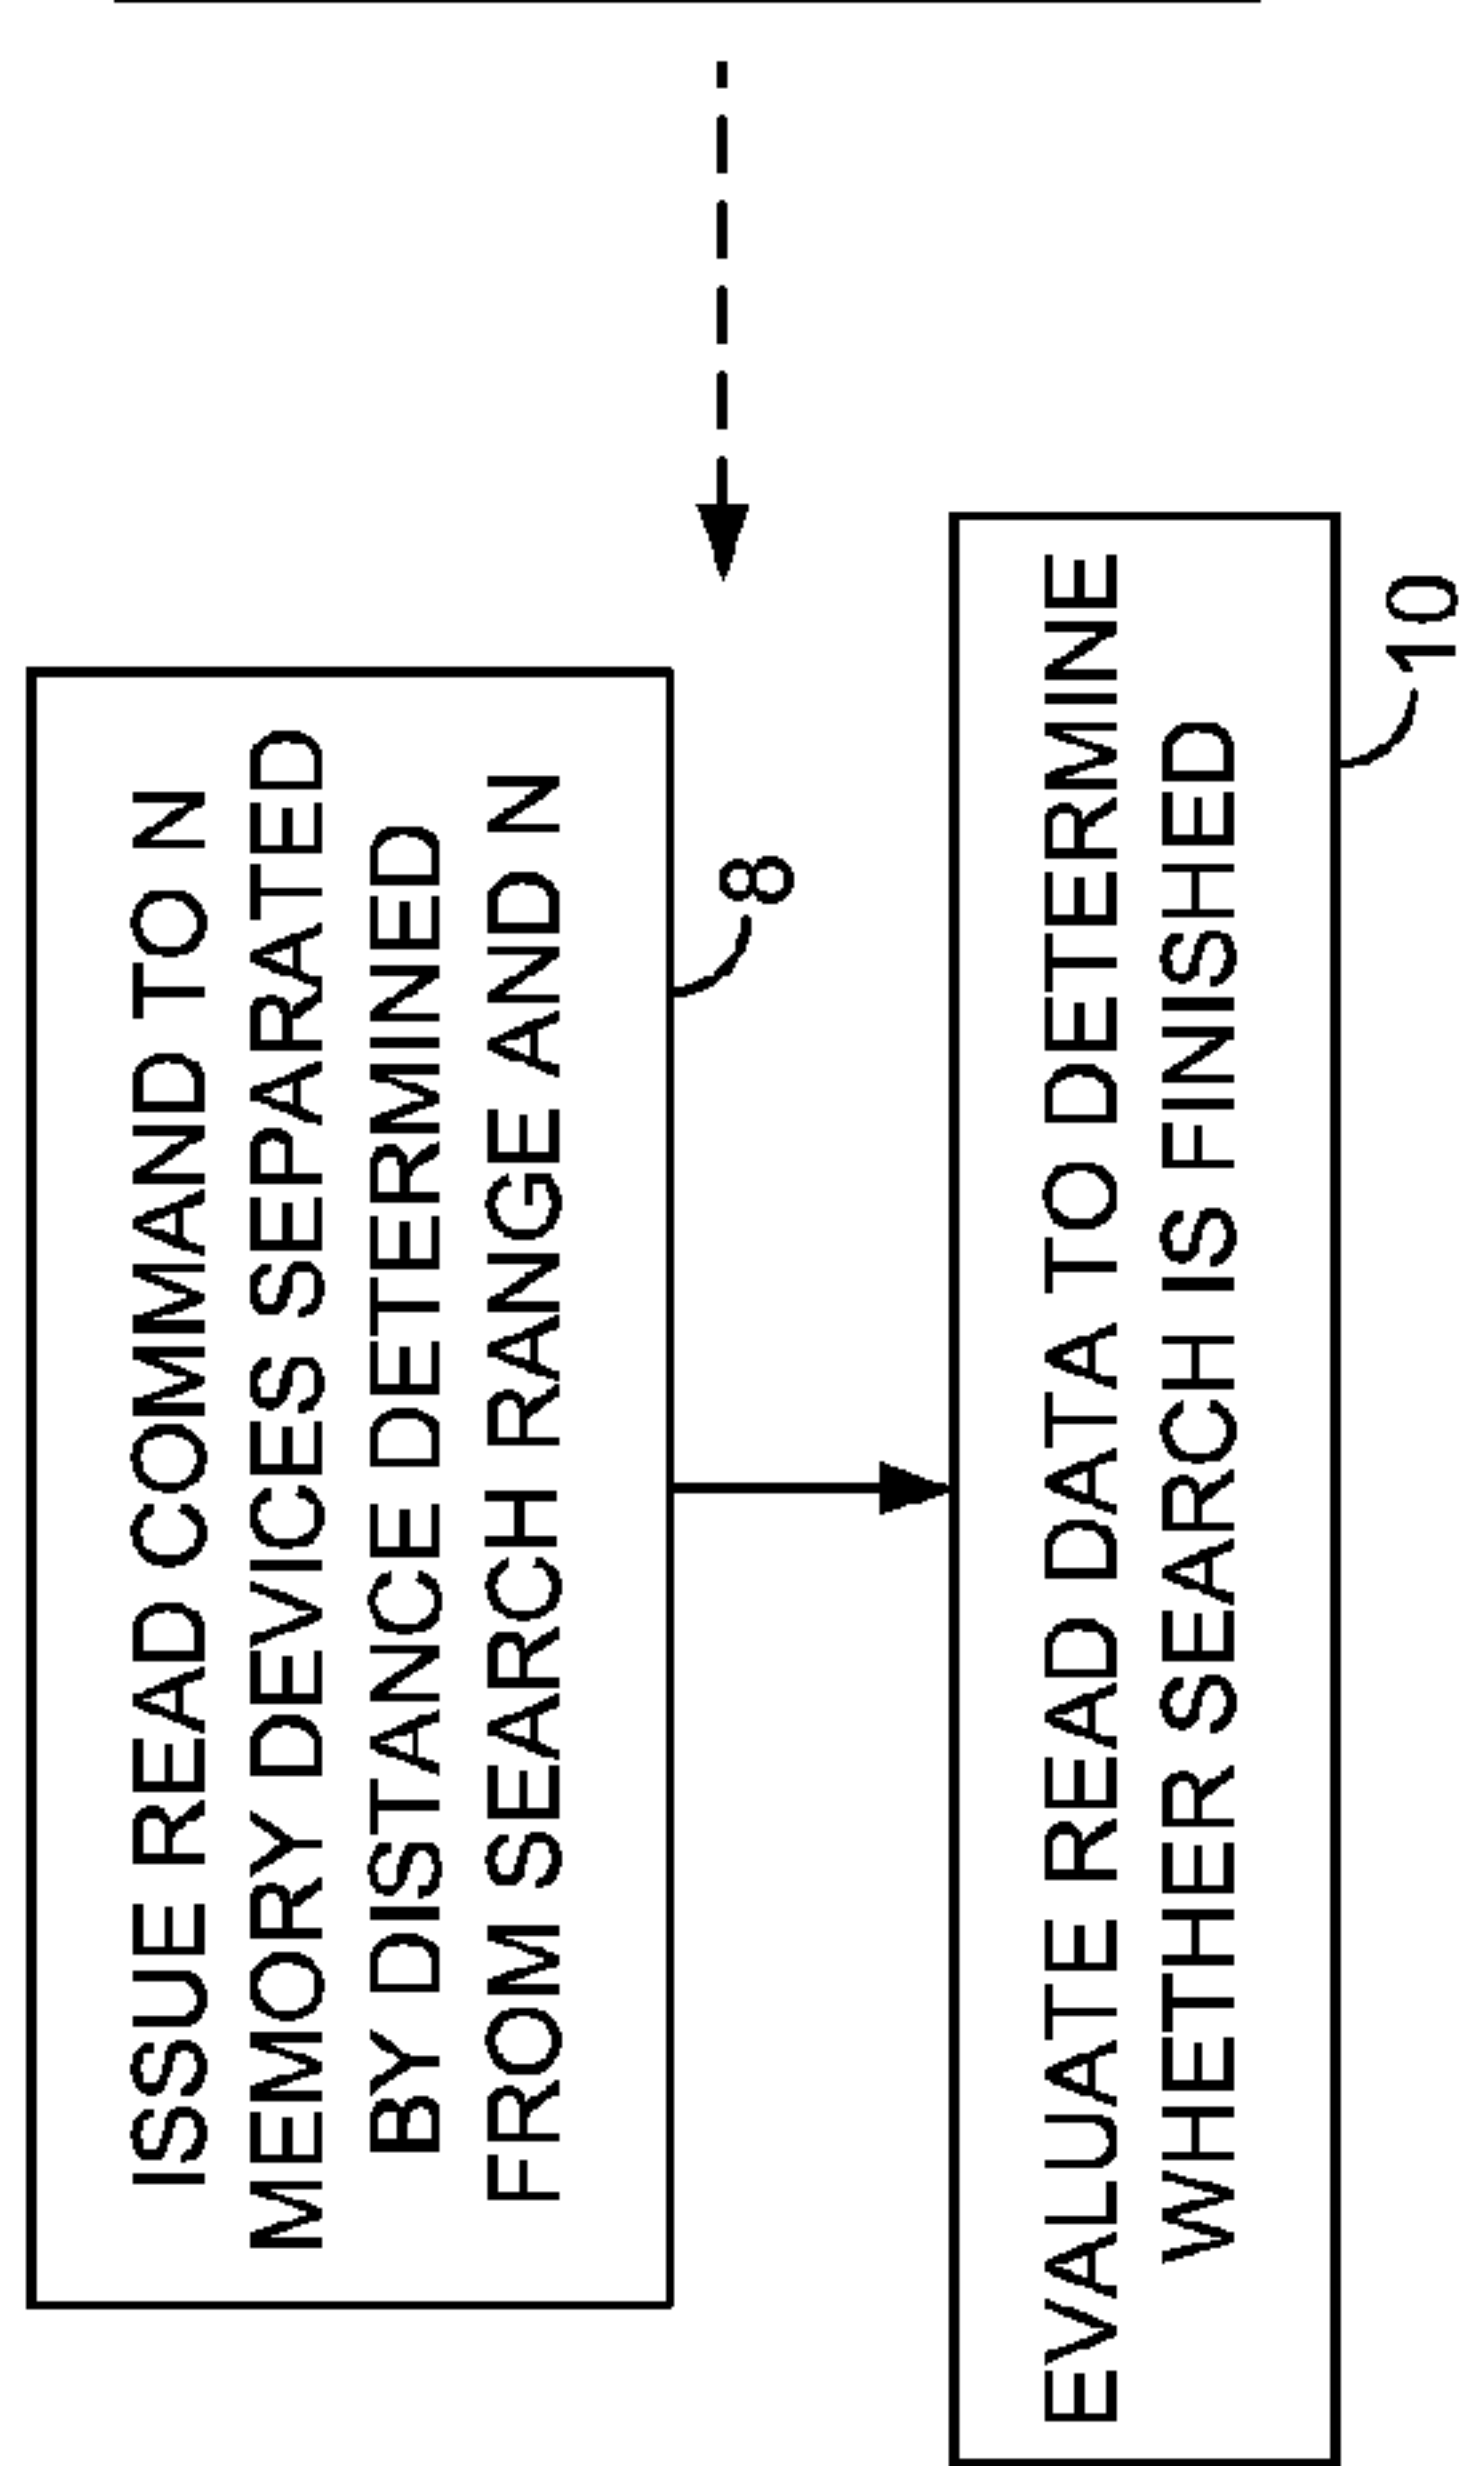 ISSUE READ COMMAND TO N
MEMORY DEVICES SEPARATED
BY DISTANCE DETERMINED
FROM SEARCH RANGE AND N
8
EVALUATE READ DATA TO DETERMINE
WHETHER SEARCH IS FINISHED
10